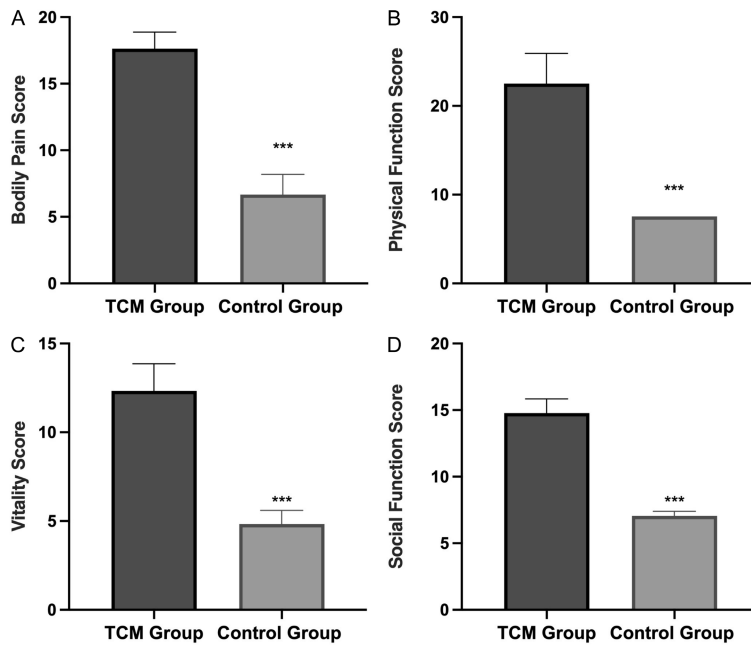 A
Bodily Pain Score
20
15
10
5
0
***
TCM Group Control Group
B
Physical Function Score
30
20
10
0
***
TCM Group Control Group
C
Vitality Score
15
10
5
0
***
TCM Group Control Group
D
Social Function Score
20
15
10
5
0
***
TCM Group Control Group